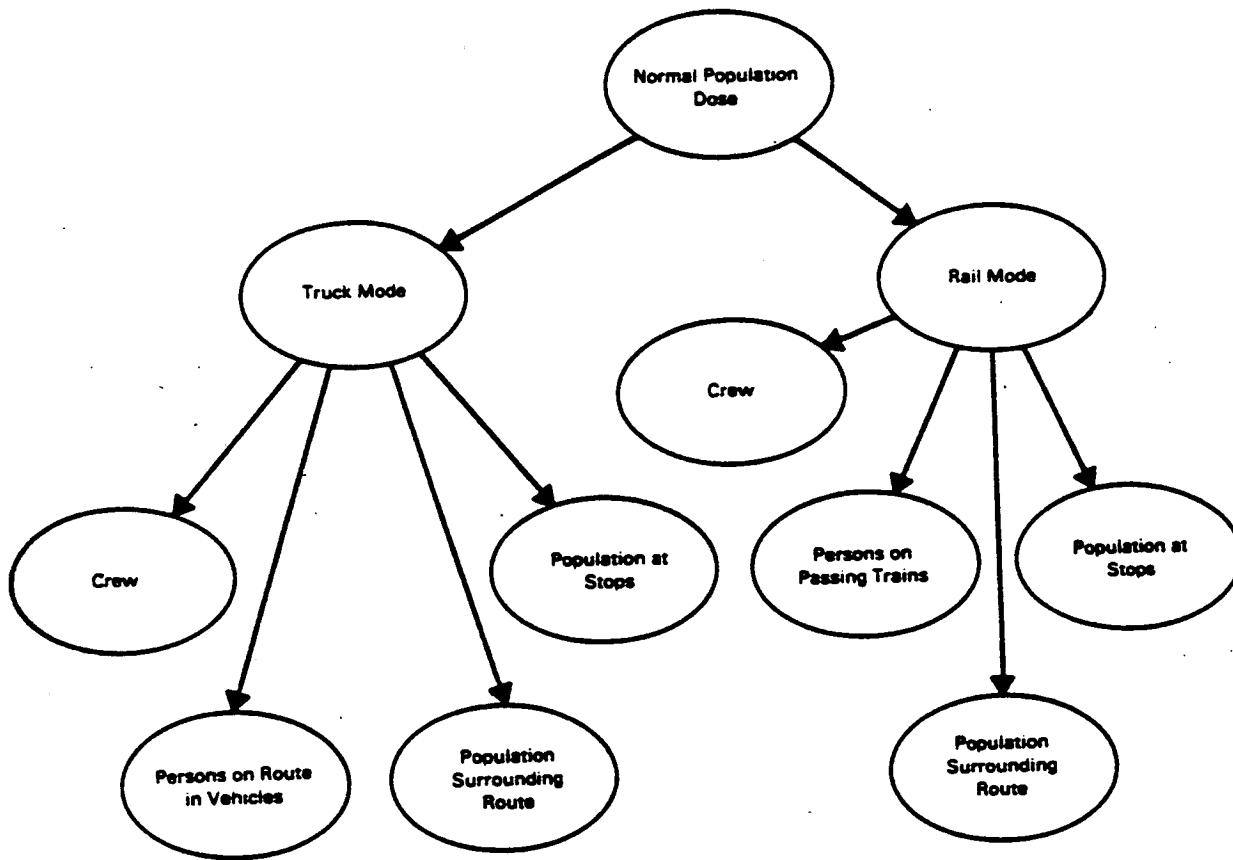 Normal Population
Dose
Truck Mode
Rail Mode
Crew
Crew
Persons on Route
in Vehicles
Population
Surrounding
Route
Population at
Stops
Persons on
Passing Trains
Population
Surrounding
Route
Population at
Stops